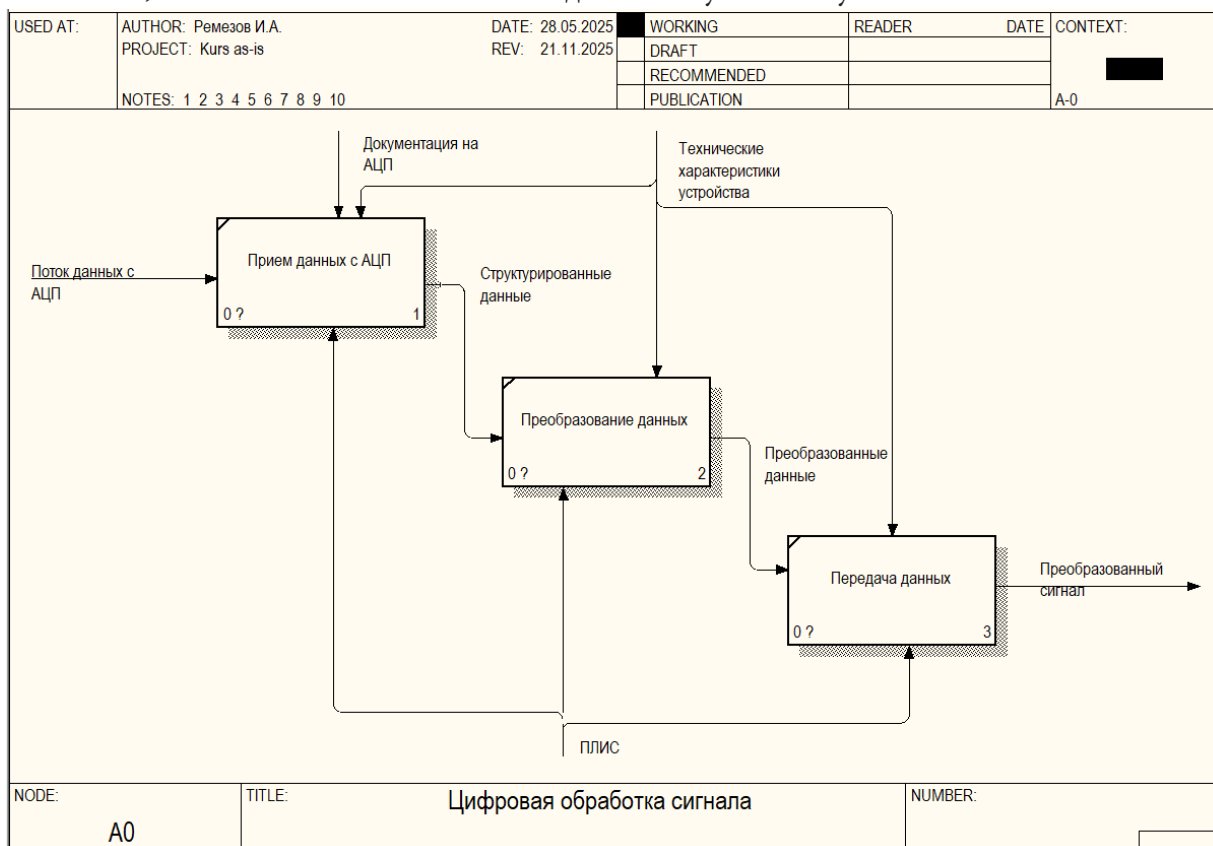 USED AT:
AUTHOR: Ремезов И.А.
DATE: 28.05.2025
PROJECT: Kurs as-is
REV: 21.11.2025
NOTES: 1 2 3 4 5 6 7 8 9 10
WORKING
DRAFT
RECOMMENDED
PUBLICATION
READER
DATE
CONTEXT:
A-0
Документация на
АЦП
Технические
характеристики
устройства
Поток данных с
АЦП
Прием данных с АЦП
0 ?
1
Структурированные
данные
Преобразование данных
0 ?
2
Преобразованные
данные
Передача данных
0 ?
3
Преобразованный
сигнал
ПЛИС
NODE:
A0
TITLE:
Цифровая обработка сигнала
NUMBER: